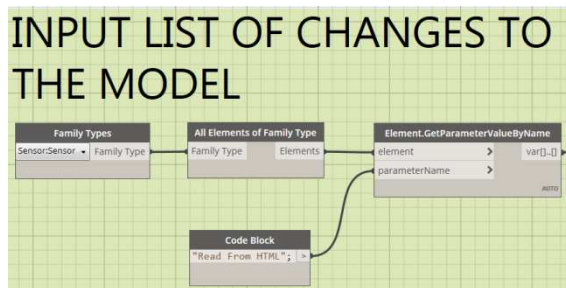 INPUT LIST OF CHANGES TO
THE MODEL
Family Types
Sensor:Sensor Family Type
All Elements of Family Type
Family Type Elements
Element.GetParameterValueByName
element > var[]..[]
parameterName >
AUTO
Code Block
"Read From HTML"; >